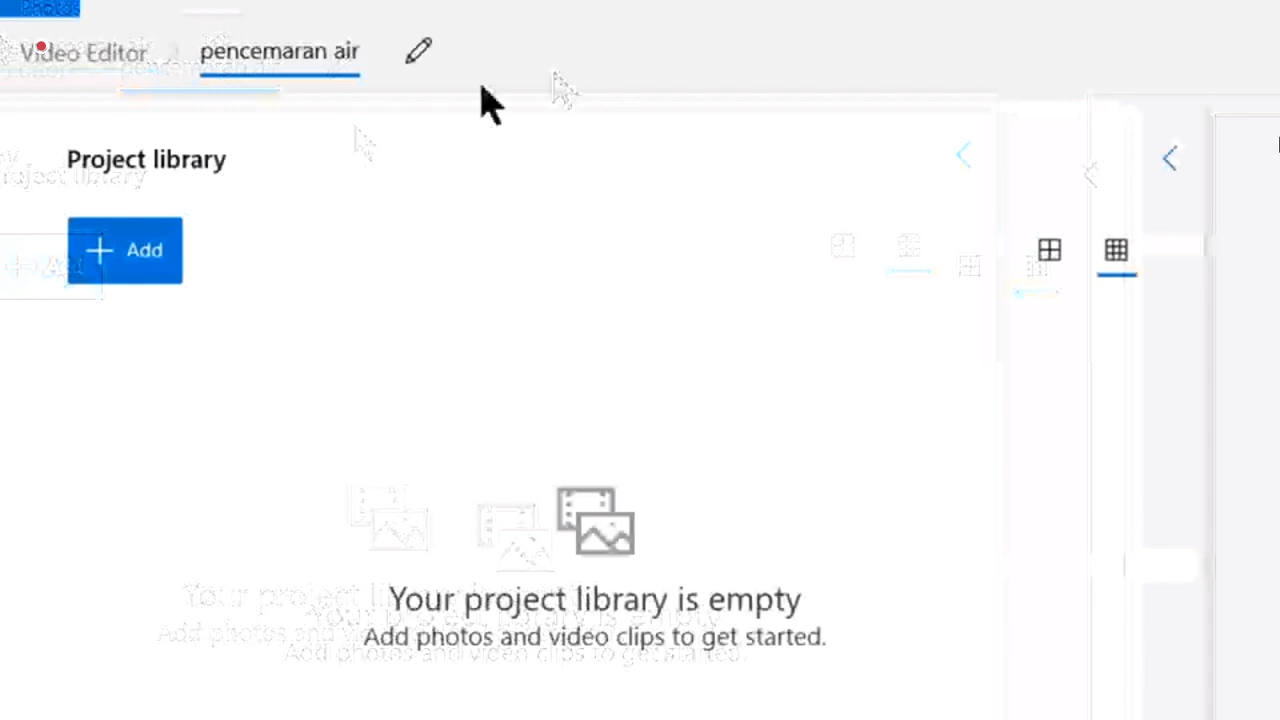 Photos
Video Editor
pencemaran air
Project library
Add
Your project library is empty
Add photos and video clips to get started.